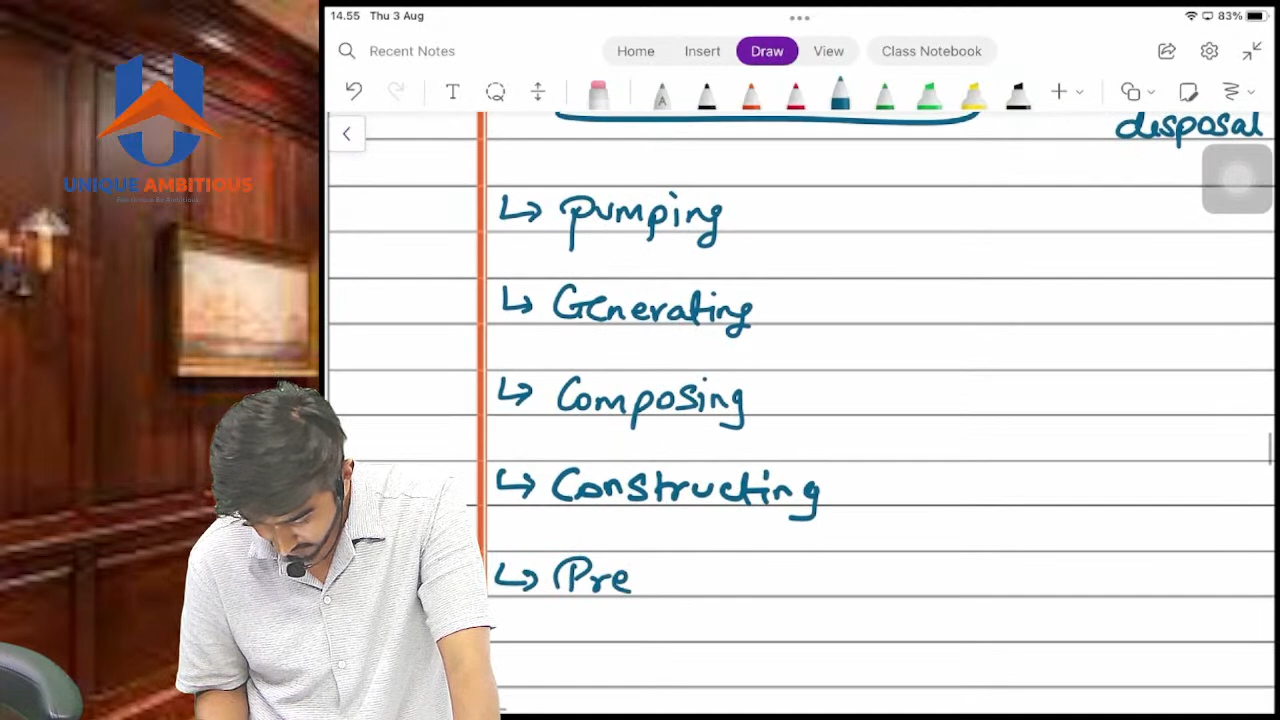 14.55 Thu 3 Aug
83%
Recent Notes
Home Insert Draw View Class Notebook
disposal
↳ pumping
↳ Generating
↳ Composing
↳ Constructing
↳ Pre
UNIQUE AMBITIOUS